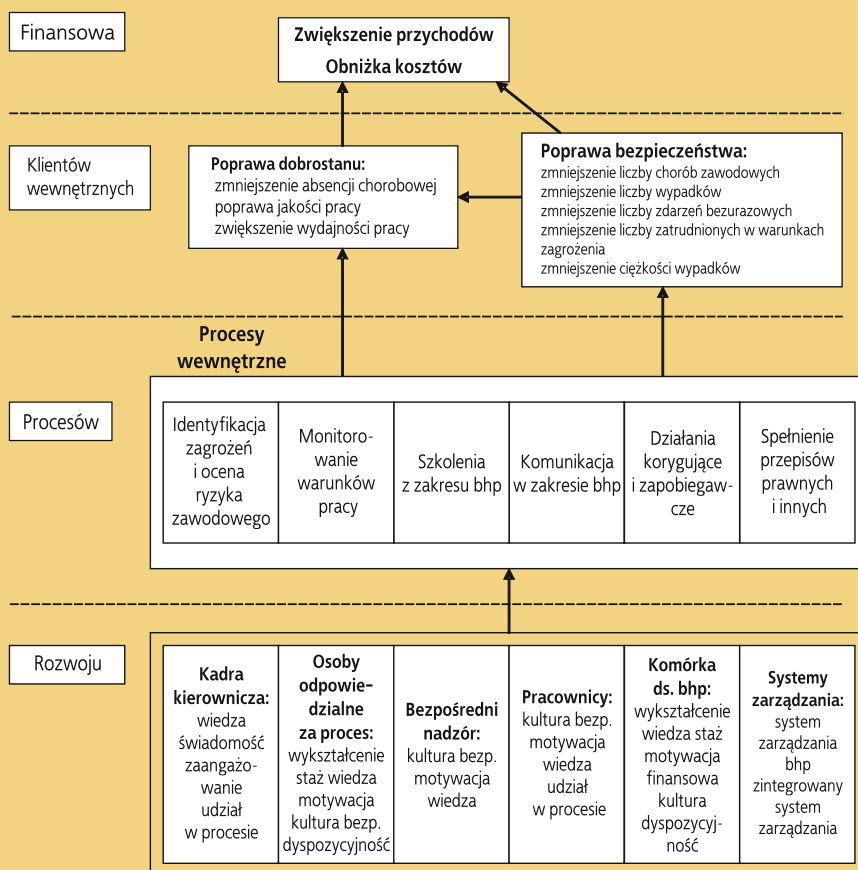 Finansowa
Zwiększenie przychodów
Obniżka kosztów
Klientów
wewnętrznych
Poprawa dobrostanu:
zmniejszenie absencji chorobowej
poprawa jakości pracy
zwiększenie wydajności pracy
Poprawa bezpieczeństwa:
zmniejszenie liczby chorób zawodowych
zmniejszenie liczby wypadków
zmniejszenie liczby zdarzeń bezurazowych
zmniejszenie liczby zatrudnionych w warunkach
zagrożenia
zmniejszenie ciężkości wypadków
Procesy
wewnętrzne
Procesów
Identyfikacja
zagrożeń
i ocena
ryzyka
zawodowego
Monitoro-
wanie
warunków
pracy
Szkolenia
z zakresu bhp
Komunikacja
w zakresie bhp
Działania
korygujące
i zapobiegaw-
cze
Spełnienie
przepisów
prawnych
i innych
Rozwoju
Kadra
kierownicza:
wiedza
świadomość
zaangażo-
wanie
udział
w procesie
Osoby
odpowie-
dzialne
za proces:
wykształcenie
staż wiedza
motywacja
kultura bezp.
dyspozycyjność
Bezpośredni
nadzór:
kultura bezp.
motywacja
wiedza
Pracownicy:
kultura bezp.
motywacja
wiedza
udział
w procesie
Komórka
ds. bhp:
wykształcenie
wiedza staż
motywacja
finansowa
kultura
dyspozycyj-
ność
Systemy
zarządzania:
system
zarządzania
bhp
zintegrowany
system
zarządzania